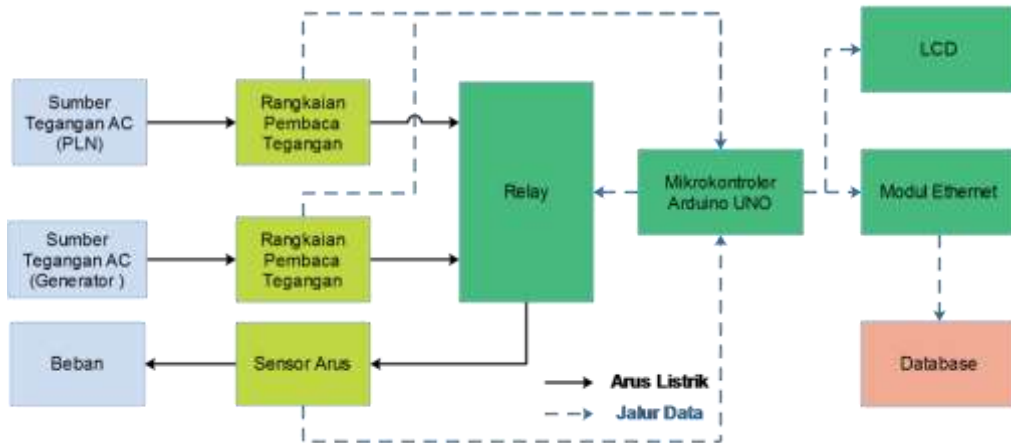 LCD
Sumber
Tegangan AC
(PLN)
Rangkaian
Pembaca
Tegangan
Relay
Mikrokontroler
Arduino UNO
Modul Ethernet
Sumber
Tegangan AC
(Generator )
Rangkaian
Pembaca
Tegangan
Beban
Sensor Arus
Database
Arus Listrik
Jalur Data